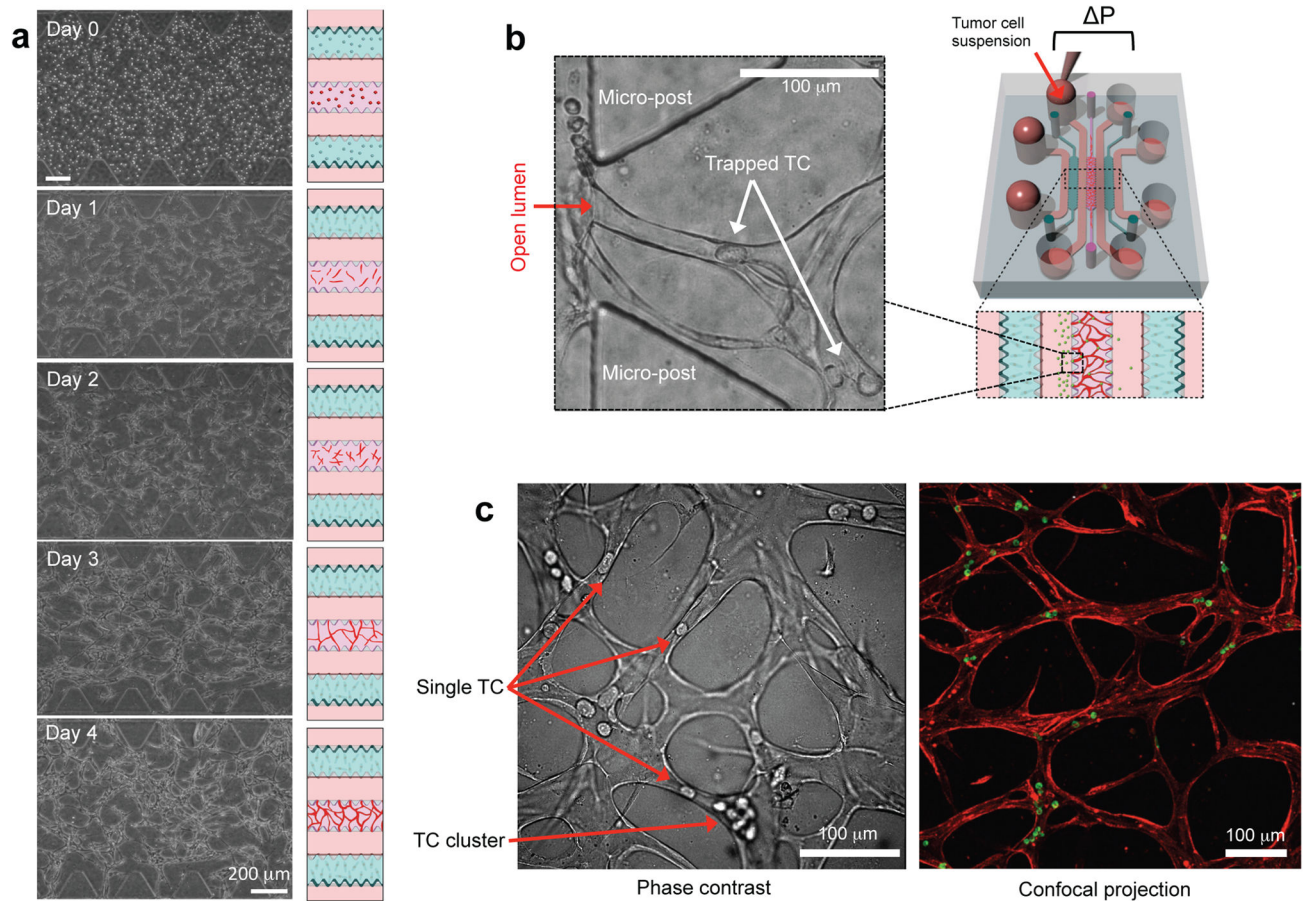 a
Day 0
Day 1
Day 2
Day 3
Day 4
200 μm
b
100 μm
Micro-post
Trapped TC
Open lumen
Micro-post
Tumor cell
suspension
ΔP
c
Single TC
TC cluster
100 μm
Phase contrast
100 μm
Confocal projection